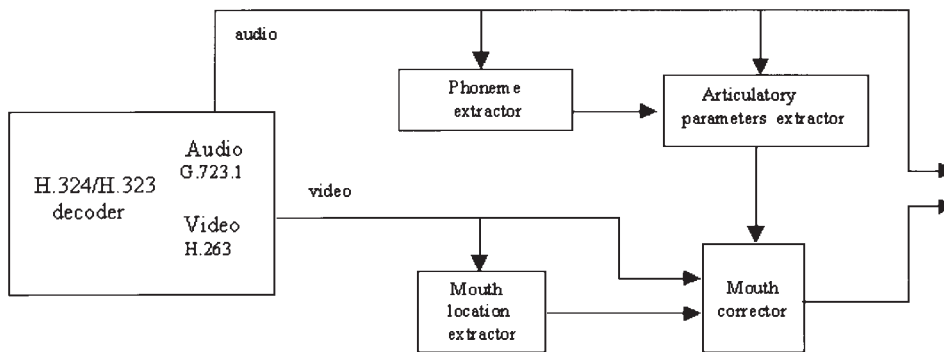 audio
Phoneme
extractor
Articulatory
parameters extractor
H.324/H.323
decoder
Audio
G.723.1
Video
H.263
video
Mouth
location
extractor
Mouth
corrector